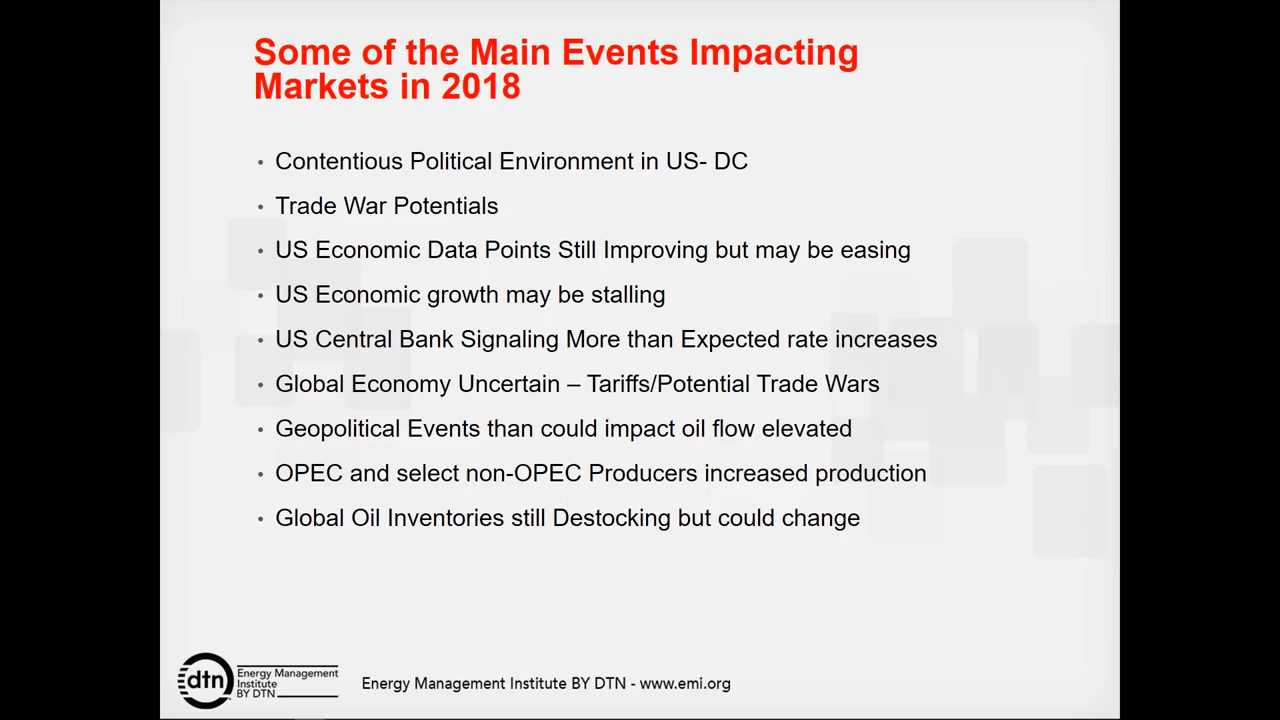 Some of the Main Events Impacting
Markets in 2018
• Contentious Political Environment in US- DC
• Trade War Potentials
• US Economic Data Points Still Improving but may be easing
• US Economic growth may be stalling
• US Central Bank Signaling More than Expected rate increases
• Global Economy Uncertain – Tariffs/Potential Trade Wars
• Geopolitical Events than could impact oil flow elevated
• OPEC and select non-OPEC Producers increased production
• Global Oil Inventories still Destocking but could change
dtn
Energy Management
Institute
BY DTN
Energy Management Institute BY DTN - www.emi.org